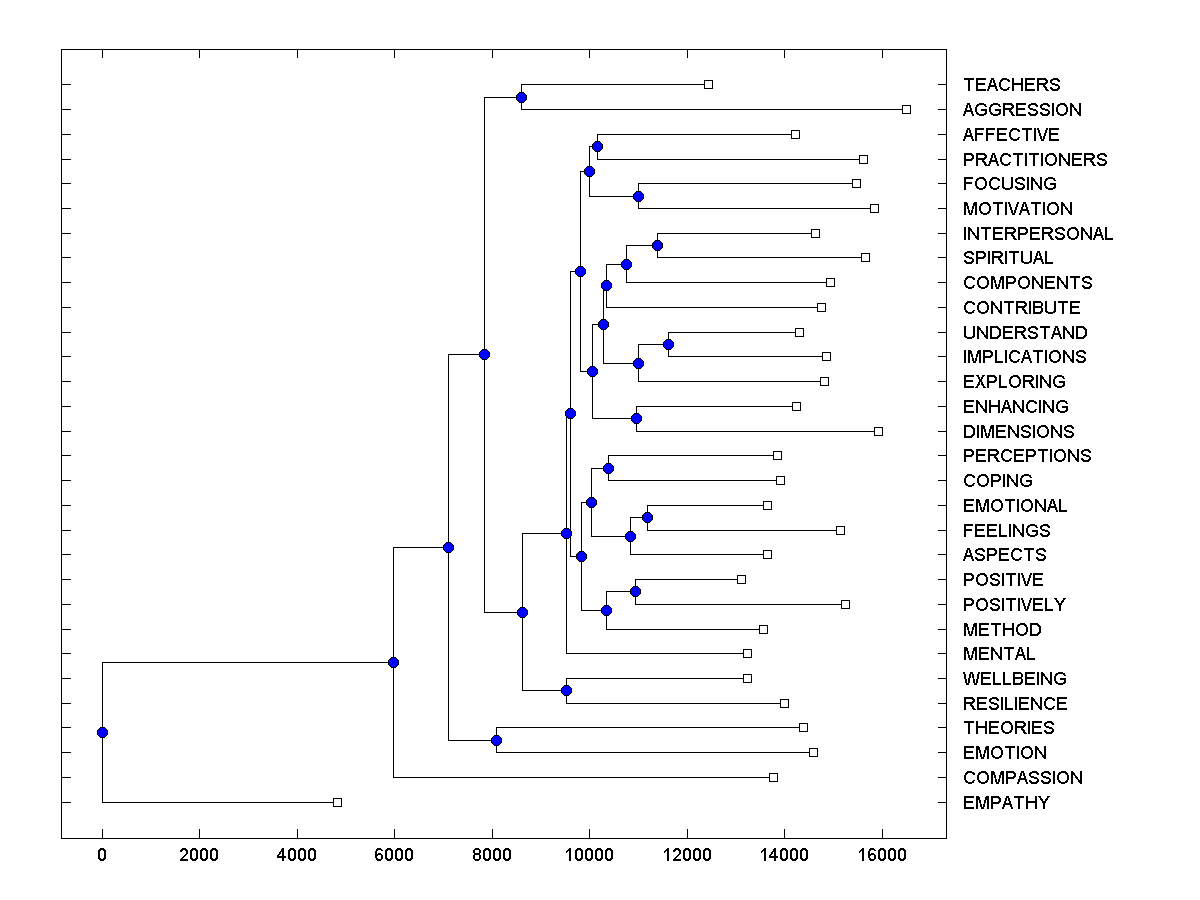 TEACHERS
AGGRESSION
AFFECTIVE
PRACTITIONERS
FOCUSING
MOTIVATION
INTERPERSONAL
SPIRITUAL
COMPONENTS
CONTRIBUTE
UNDERSTAND
IMPLICATIONS
EXPLORING
ENHANCING
DIMENSIONS
PERCEPTIONS
COPING
EMOTIONAL
FEELINGS
ASPECTS
POSITIVE
POSITIVELY
METHOD
MENTAL
WELLBEING
RESILIENCE
THEORIES
EMOTION
COMPASSION
EMPATHY
0 2000 4000 6000 8000 10000 12000 14000 16000